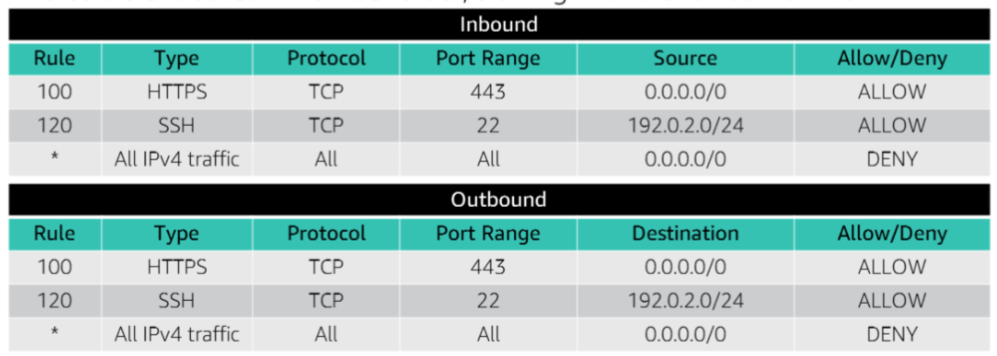 Inbound
Rule Type Protocol Port Range Source Allow/Deny
100 HTTPS TCP 443 0.0.0.0/0 ALLOW
120 SSH TCP 22 192.0.2.0/24 ALLOW
* All IPv4 traffic All All 0.0.0.0/0 DENY
Outbound
Rule Type Protocol Port Range Destination Allow/Deny
100 HTTPS TCP 443 0.0.0.0/0 ALLOW
120 SSH TCP 22 192.0.2.0/24 ALLOW
* All IPv4 traffic All All 0.0.0.0/0 DENY